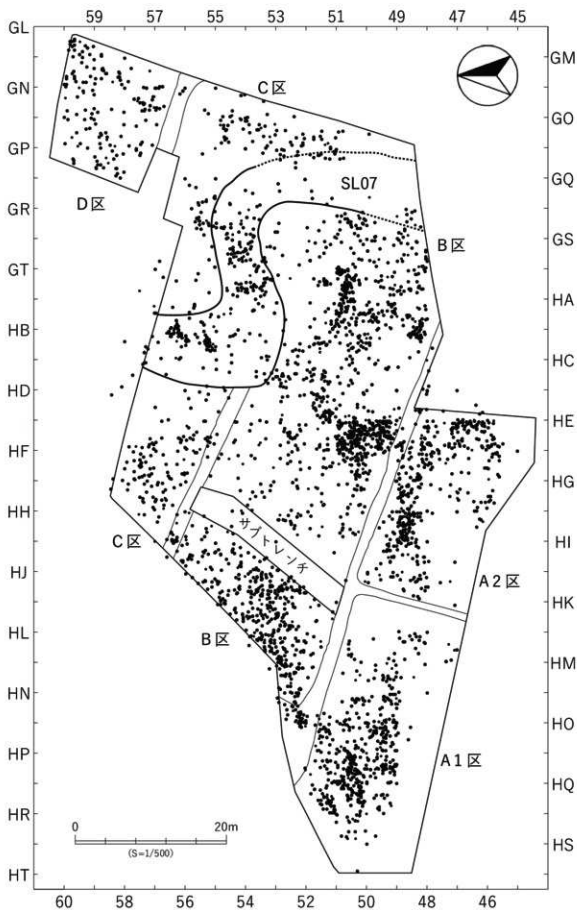 59 57 55 53 51 49 47 45
GL
GM
GN
C区
GO
GP
SL07
GQ
D区
GR
B区
GS
GT
HA
HB
HC
HD
HE
HF
HG
HH
C区
サブトレンチ
HI
HJ
A2区
HK
HL
B区
HM
HN
HO
HP
A1区
HQ
HR
0 20m
(S=1/500)
HS
HT
60 58 56 54 52 50 48 46